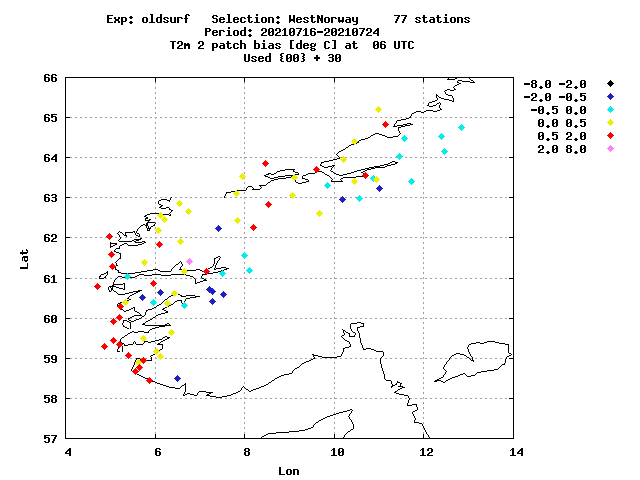 Exp: oldsurf Selection: WestNorway 77 stations
Period: 20210716-20210724
T2m 2 patch bias [deg C] at 06 UTC
Used {00} + 30
66
65
64
63
62
61
60
59
58
57
Lat
4 6 8 10 12 14
Lon
-8.0 -2.0
-2.0 -0.5
-0.5 0.0
0.0 0.5
0.5 2.0
2.0 8.0